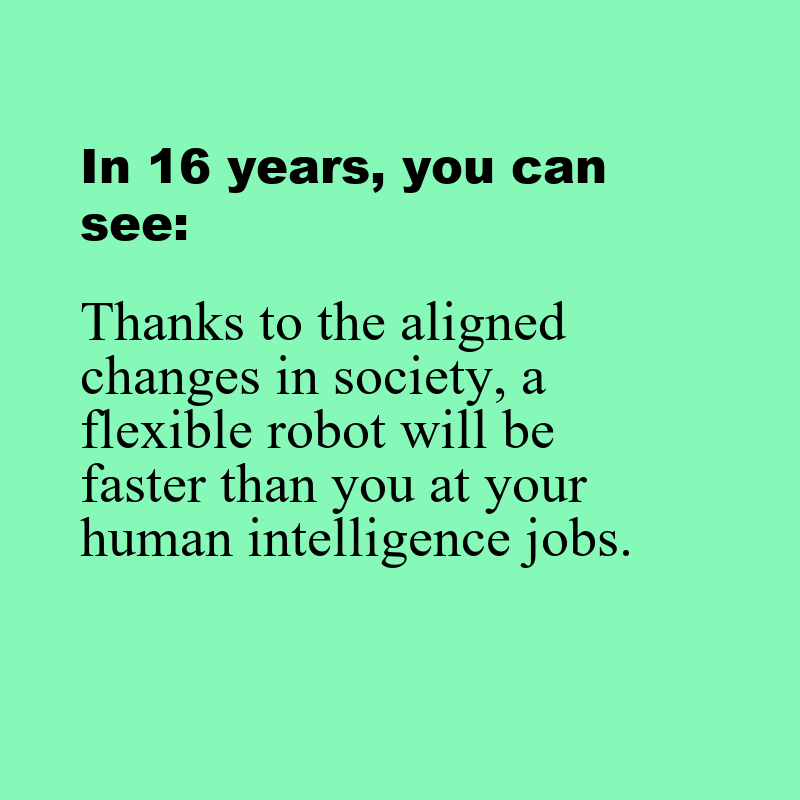 In 16 years, you can
see:
Thanks to the aligned
changes in society, a
flexible robot will be
faster than you at your
human intelligence jobs.